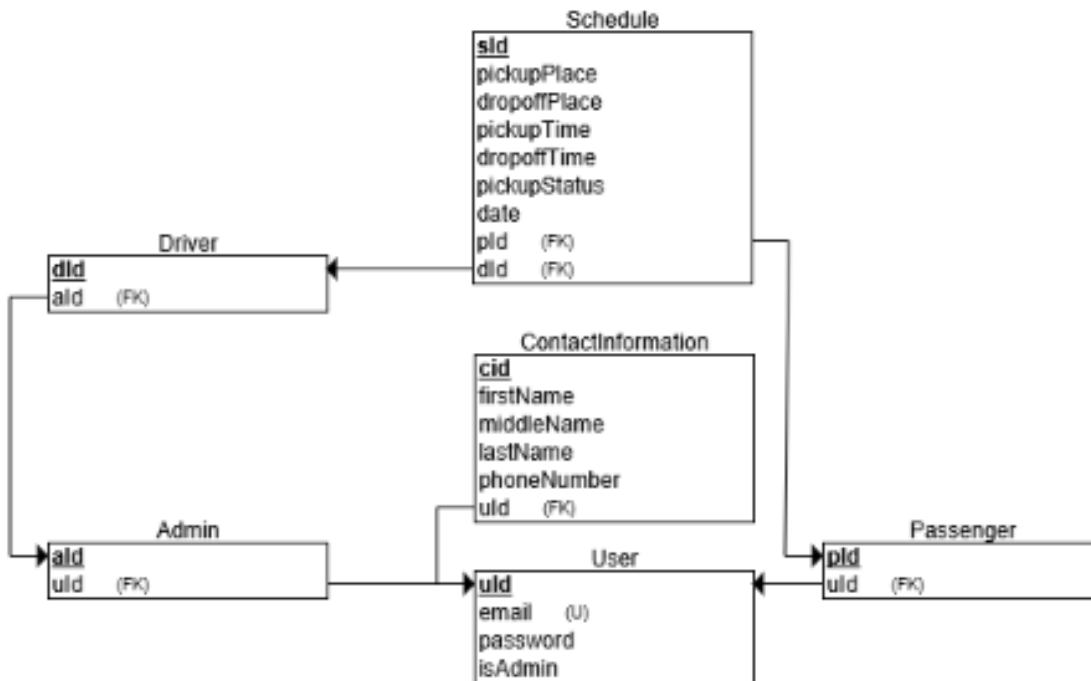 Schedule
sId
pickupPlace
dropoffPlace
pickupTime
dropoffTime
pickupStatus
date
pId (FK)
dId (FK)
Driver
dId
aId (FK)
ContactInformation
cid
firstName
middleName
lastName
phoneNumber
uId (FK)
Admin
aId
uId (FK)
User
uId
email (U)
password
isAdmin
Passenger
pId
uId (FK)